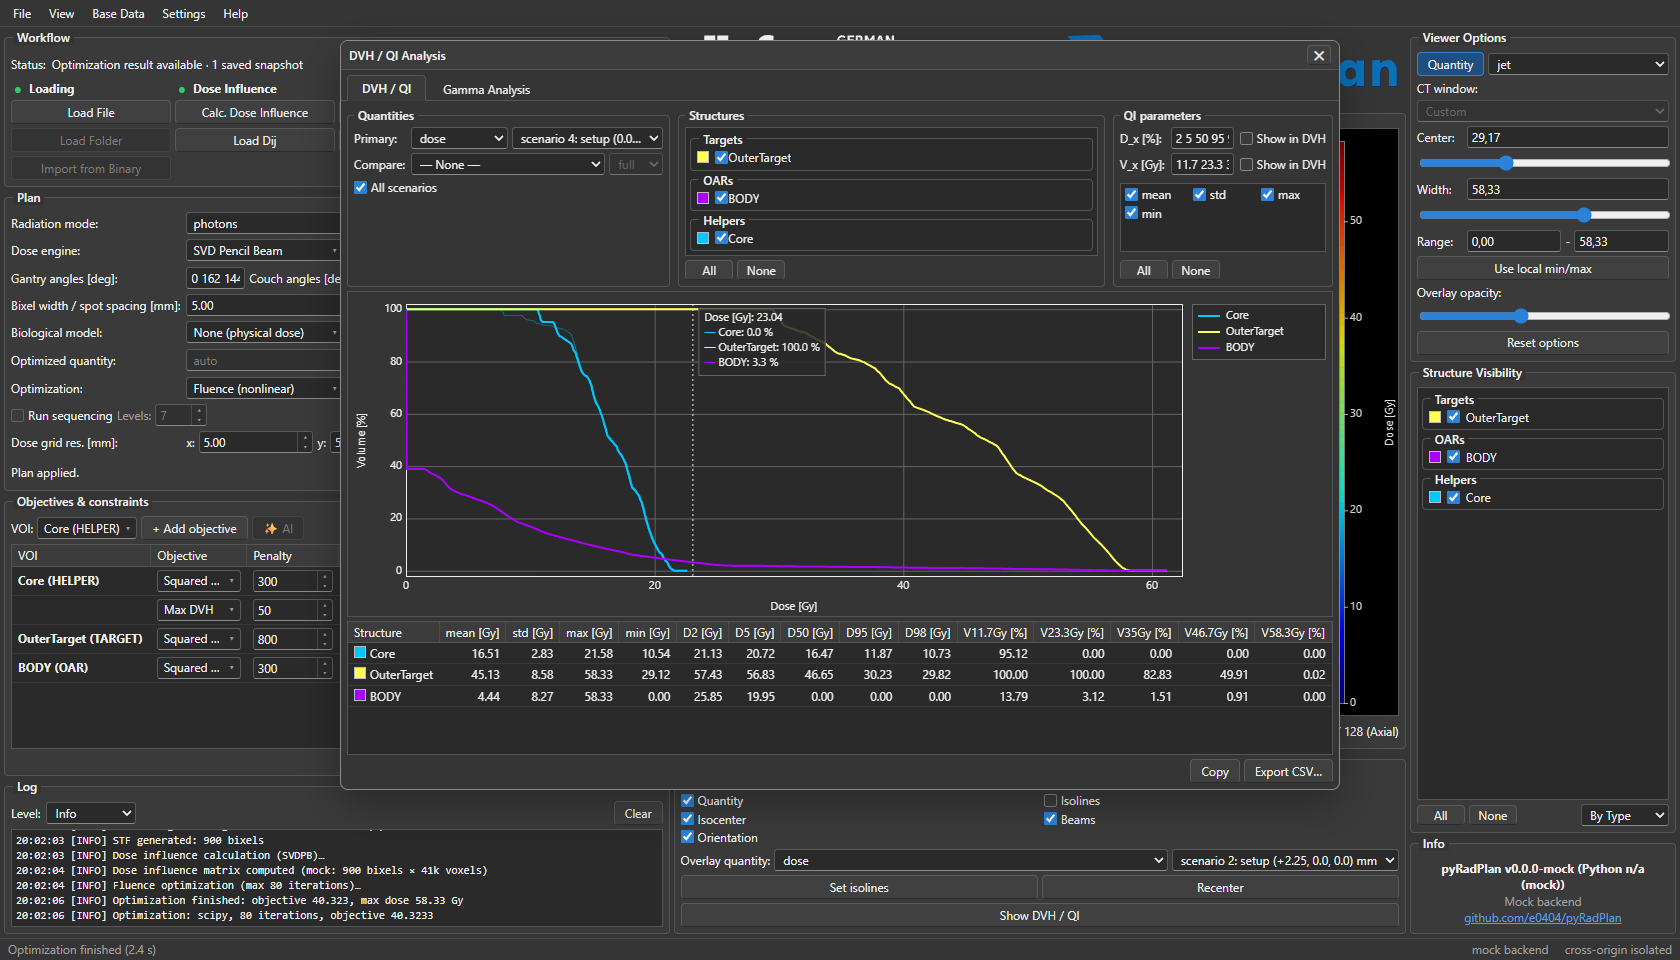 File View Base Data Settings Help
Workflow
Status: Optimization result available · 1 saved snapshot
Loading
Dose Influence
Load File
Calc. Dose Influence
Load Folder
Load Dij
Import from Binary
Plan
Radiation mode: photons
Dose engine: SVD Pencil Beam
Gantry angles [deg]: 0 162 144 Couch angles [de
Bixel width / spot spacing [mm]: 5.00
Biological model: None (physical dose)
Optimized quantity: auto
Optimization: Fluence (nonlinear)
Run sequencing Levels: 7
Dose grid res. [mm]: x: 5.00 y: 5
Plan applied.
Objectives & constraints
VOI: Core (HELPER) + Add objective AI
VOI Objective Penalty
Core (HELPER) Squared ... 300
Max DVH 50
OuterTarget (TARGET) Squared ... 800
BODY (OAR) Squared ... 300
Log
Level: Info Clear
20:02:03 [INFO] STF generated: 900 bixels
20:02:03 [INFO] Dose influence calculation (SVDPB)…
20:02:04 [INFO] Dose influence matrix computed (mock: 900 bixels × 41k voxels)
20:02:04 [INFO] Fluence optimization (max 80 iterations)…
20:02:06 [INFO] Optimization finished: objective 40.323, max dose 58.33 Gy
20:02:06 [INFO] Optimization: scipy, 80 iterations, objective 40.3233
Optimization finished (2.4 s)
GERMAN
an
DVH / QI Analysis
DVH / QI Gamma Analysis
Quantities
Primary: dose scenario 4: setup (0.0...
Compare: — None — full
All scenarios
Structures
Targets
OuterTarget
OARs
BODY
Helpers
Core
All None
QI parameters
D_x [%]: 2 5 50 95 Show in DVH
V_x [Gy]: 11.7 23.3 Show in DVH
mean std max
min
All None
100
80
60
40
20
0
Volume [%]
0 20 40 60
Dose [Gy]
Dose [Gy]: 23.04
Core: 0.0 %
OuterTarget: 100.0 %
BODY: 3.3 %
Core
OuterTarget
BODY
Structure mean [Gy] std [Gy] max [Gy] min [Gy] D2 [Gy] D5 [Gy] D50 [Gy] D95 [Gy] D98 [Gy] V11.7Gy [%] V23.3Gy [%] V35Gy [%] V46.7Gy [%] V58.3Gy [%]
Core 16.51 2.83 21.58 10.54 21.13 20.72 16.47 11.87 10.73 95.12 0.00 0.00 0.00 0.00
OuterTarget 45.13 8.58 58.33 29.12 57.43 56.83 46.65 30.23 29.82 100.00 100.00 82.83 49.91 0.02
BODY 4.44 8.27 58.33 0.00 25.85 19.95 0.00 0.00 0.00 13.79 3.12 1.51 0.91 0.00
Copy Export CSV...
50
40
30
20
10
0
Dose [Gy]
128 (Axial)
Quantity Isolines
Isocenter Beams
Orientation
Overlay quantity: dose scenario 2: setup (+2.25, 0.0, 0.0) mm
Set isolines Recenter
Show DVH / QI
Viewer Options
Quantity jet
CT window:
Custom
Center: 29,17
Width: 58,33
Range: 0,00 - 58,33
Use local min/max
Overlay opacity:
Reset options
Structure Visibility
Targets
OuterTarget
OARs
BODY
Helpers
Core
All None By Type
Info
pyRadPlan v0.0.0-mock (Python n/a
(mock))
Mock backend
github.com/e0404/pyRadPlan
mock backend cross-origin isolated